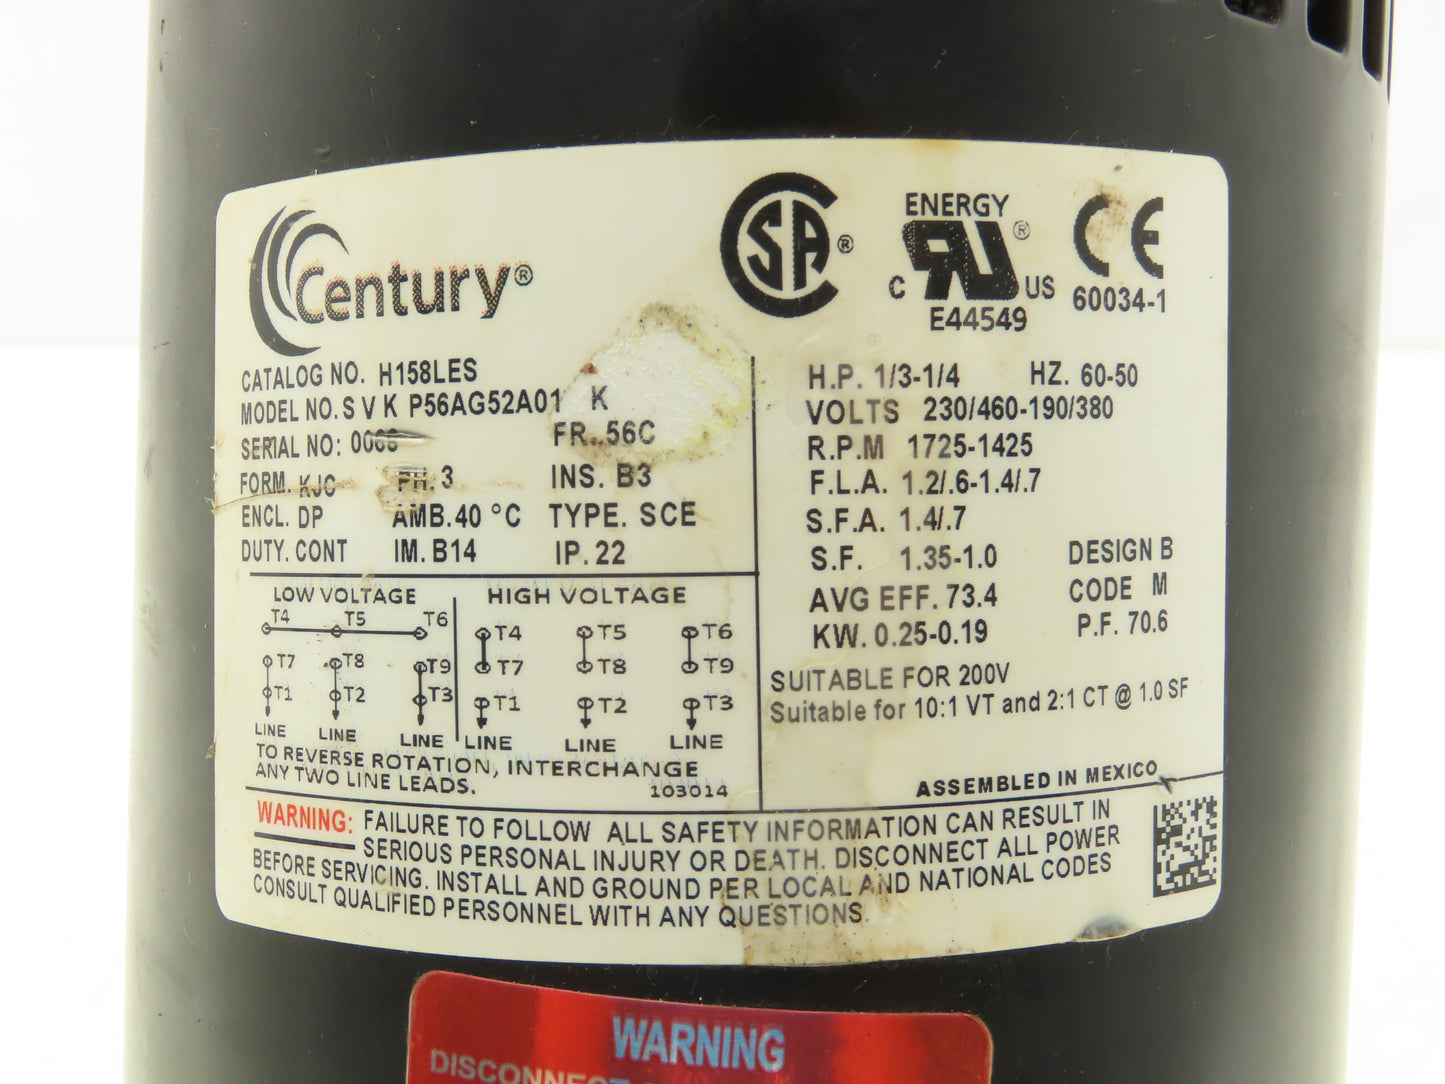 Century®
CSA®
ENERGY
C UR US ®
E44549
CE
60034-1
CATALOG NO. H158LES
MODEL NO. S V K P56AG52A01 K
SERIAL NO: 0068
FR. 56C
FORM. KJC PH. 3 INS. B3
ENCL. DP AMB. 40 °C TYPE. SCE
DUTY. CONT IM. B14 IP. 22
H.P. 1/3-1/4 HZ. 60-50
VOLTS 230/460-190/380
R.P.M 1725-1425
F.L.A. 1.2/.6-1.4/.7
S.F.A. 1.4/.7
S.F. 1.35-1.0 DESIGN B
AVG EFF. 73.4 CODE M
KW. 0.25-0.19 P.F. 70.6
SUITABLE FOR 200V
Suitable for 10:1 VT and 2:1 CT @ 1.0 SF
ASSEMBLED IN MEXICO
LOW VOLTAGE
T4 T5 T6
T7 T8 T9
T1 T2 T3
LINE LINE LINE
HIGH VOLTAGE
T4 T5 T6
T7 T8 T9
T1 T2 T3
LINE LINE LINE
TO REVERSE ROTATION, INTERCHANGE
ANY TWO LINE LEADS. 103014
WARNING: FAILURE TO FOLLOW ALL SAFETY INFORMATION CAN RESULT IN
SERIOUS PERSONAL INJURY OR DEATH. DISCONNECT ALL POWER
BEFORE SERVICING. INSTALL AND GROUND PER LOCAL AND NATIONAL CODES
CONSULT QUALIFIED PERSONNEL WITH ANY QUESTIONS.
WARNING
DISCONNECT